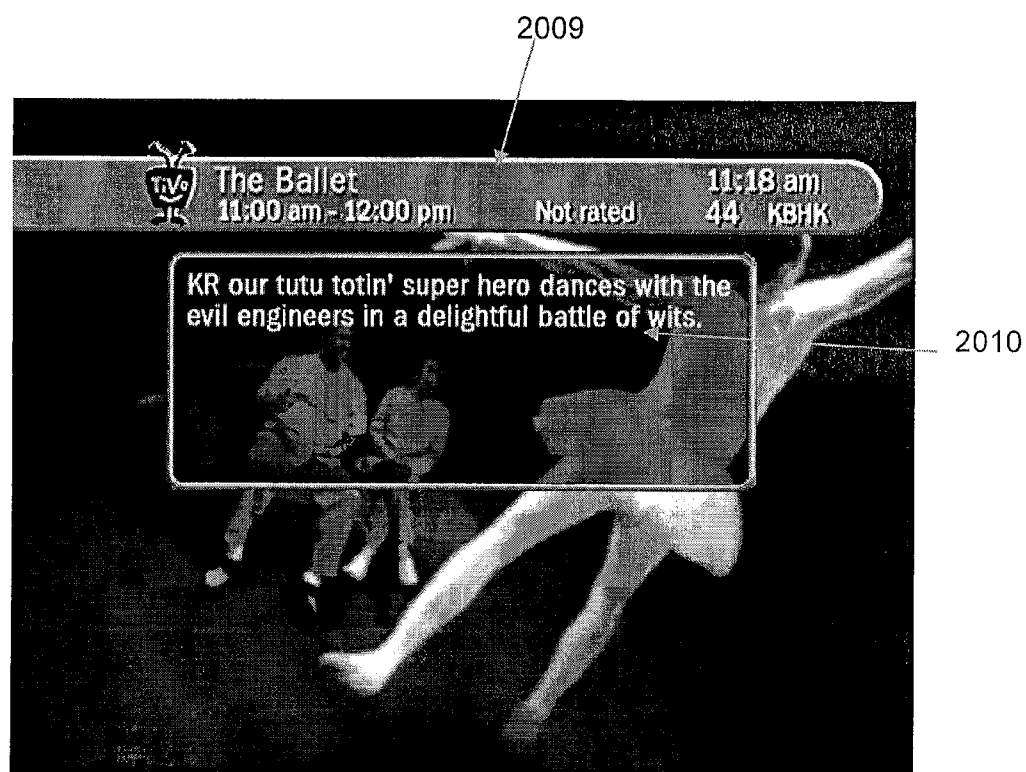 2009
TiVo The Ballet 11:18 am
11:00 am - 12:00 pm Not rated 44 KBHK
KR our tutu totin' super hero dances with the
evil engineers in a delightful battle of wits.
2010